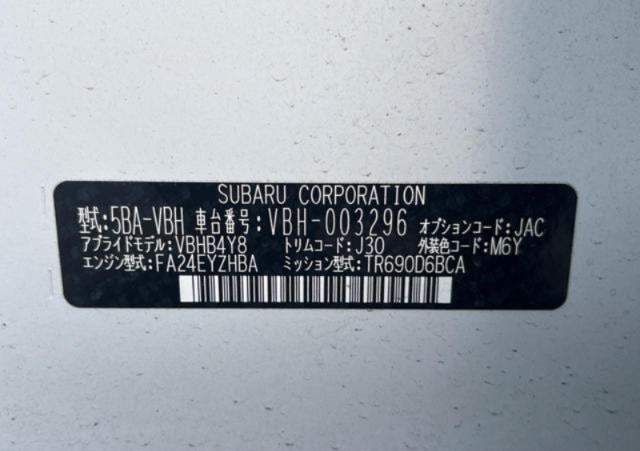 SUBARU CORPORATION
型式:5BA-VBH 車台番号:VBH-003296 オプションコード:JAC
アプライドモデル:VBHB4Y8 トリムコード:J30 外装色コード:M6Y
エンジン型式:FA24EYZHBA ミッション型式:TR690D6BCA